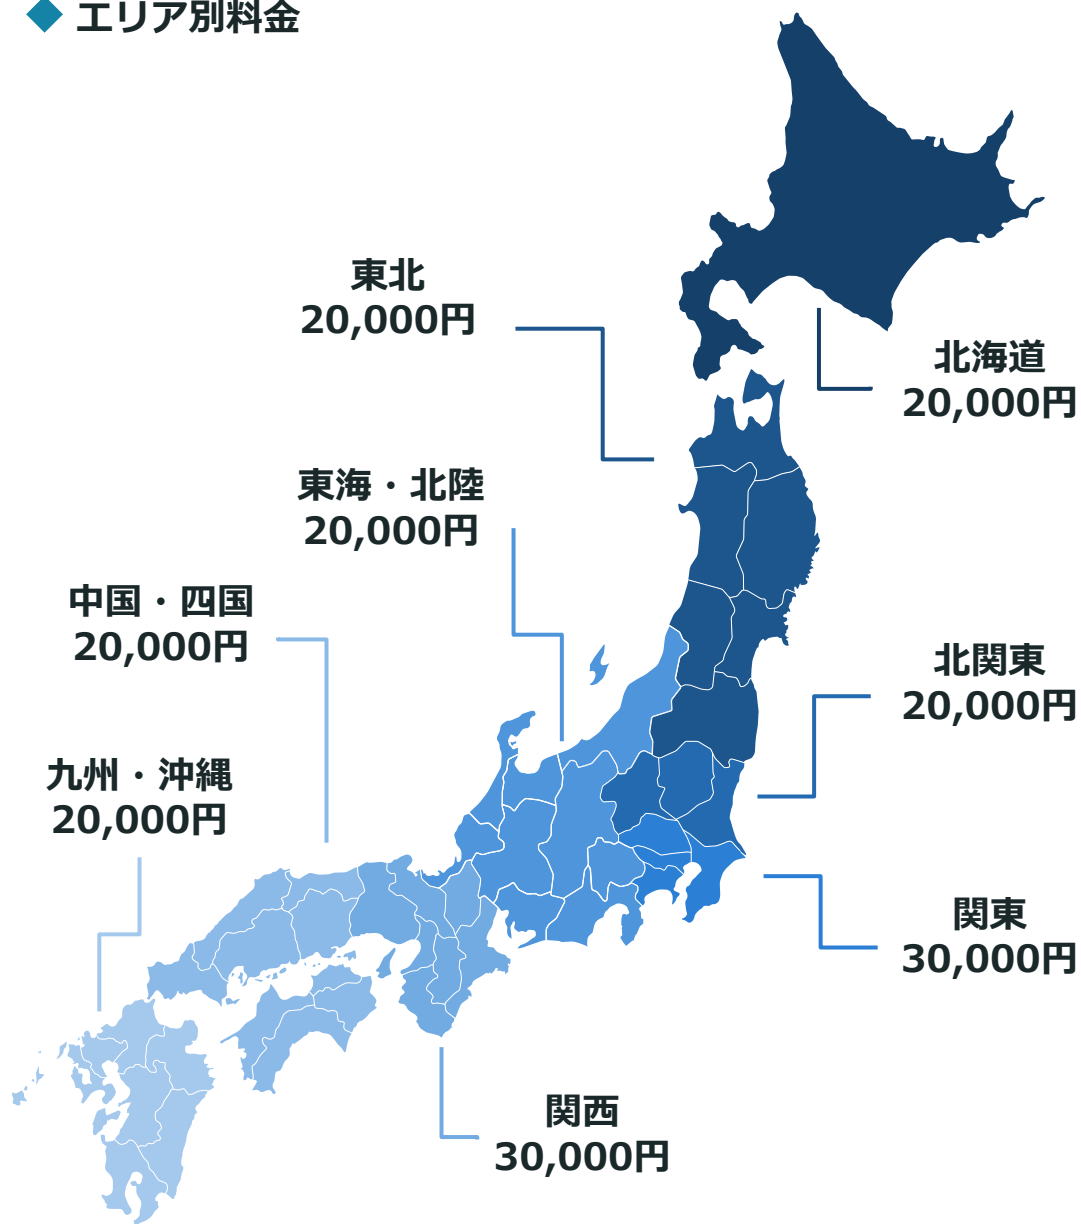 エリア別料金
東北
20,000円
北海道
20,000円
東海・北陸
20,000円
中国・四国
20,000円
北関東
20,000円
九州・沖縄
20,000円
関東
30,000円
関西
30,000円